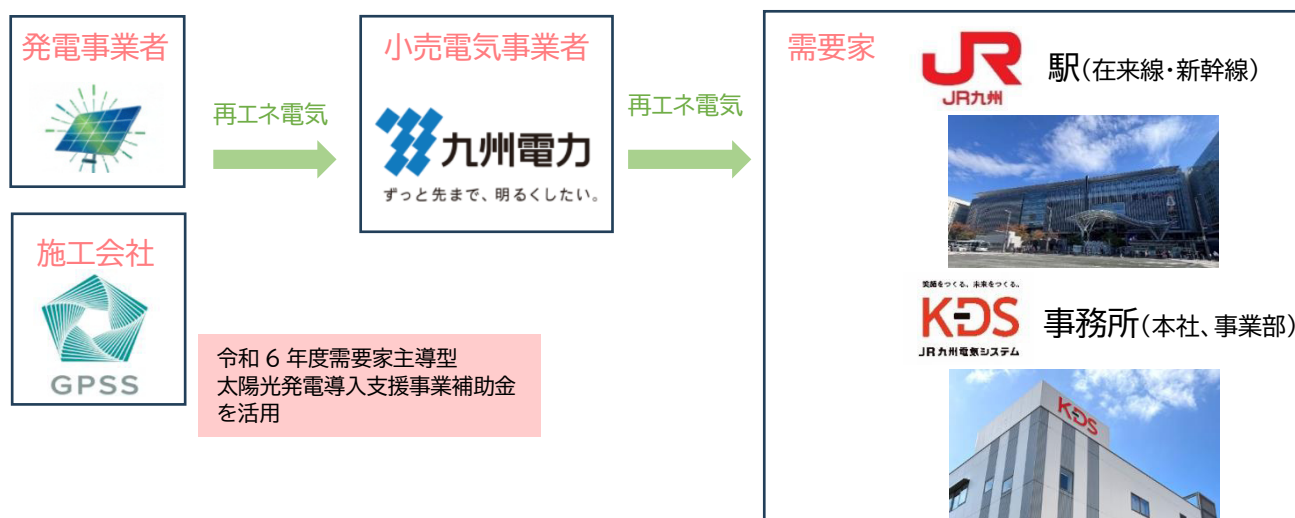 発電事業者
再エネ電気
小売電気事業者
九州電力
ずっと先まで、明るくしたい。
再エネ電気
需要家
JR
JR九州
駅(在来線・新幹線)
笑顔をつくる、未来をつくる。
KDS
JR九州電気システム
事務所(本社、事業部)
KDS
施工会社
GPSS
令和6年度需要家主導型
太陽光発電導入支援事業補助金
を活用